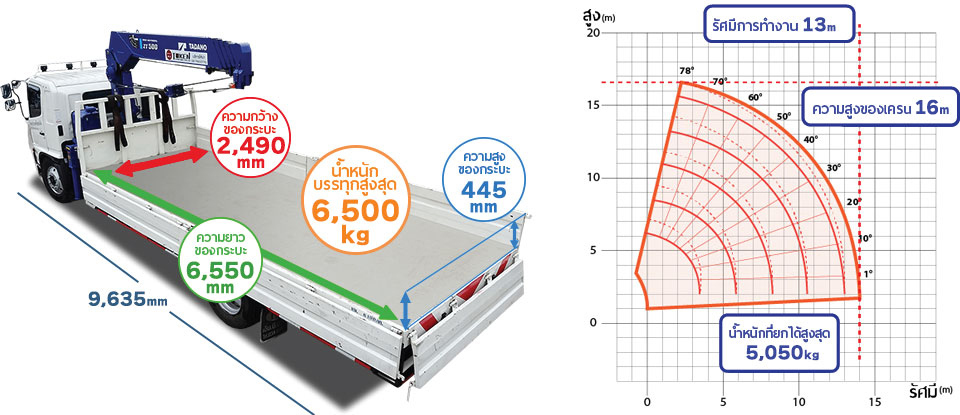 ZT 500
TADANO
ความกว้าง
ของกระบะ
2,490
mm
น้ำหนัก
บรรทุกสูงสุด
6,500
kg
ความสูง
ของกระบะ
445
mm
ความยาว
ของกระบะ
6,550
mm
9,635mm
สูง(m)
รัศมีการทำงาน 13m
ความสูงของเครน 16m
20
15
10
5
0
78°
70°
60°
50°
40°
30°
20°
10°
1°
น้ำหนักที่ยกได้สูงสุด
5,050kg
0
5
10
15
รัศมี(m)